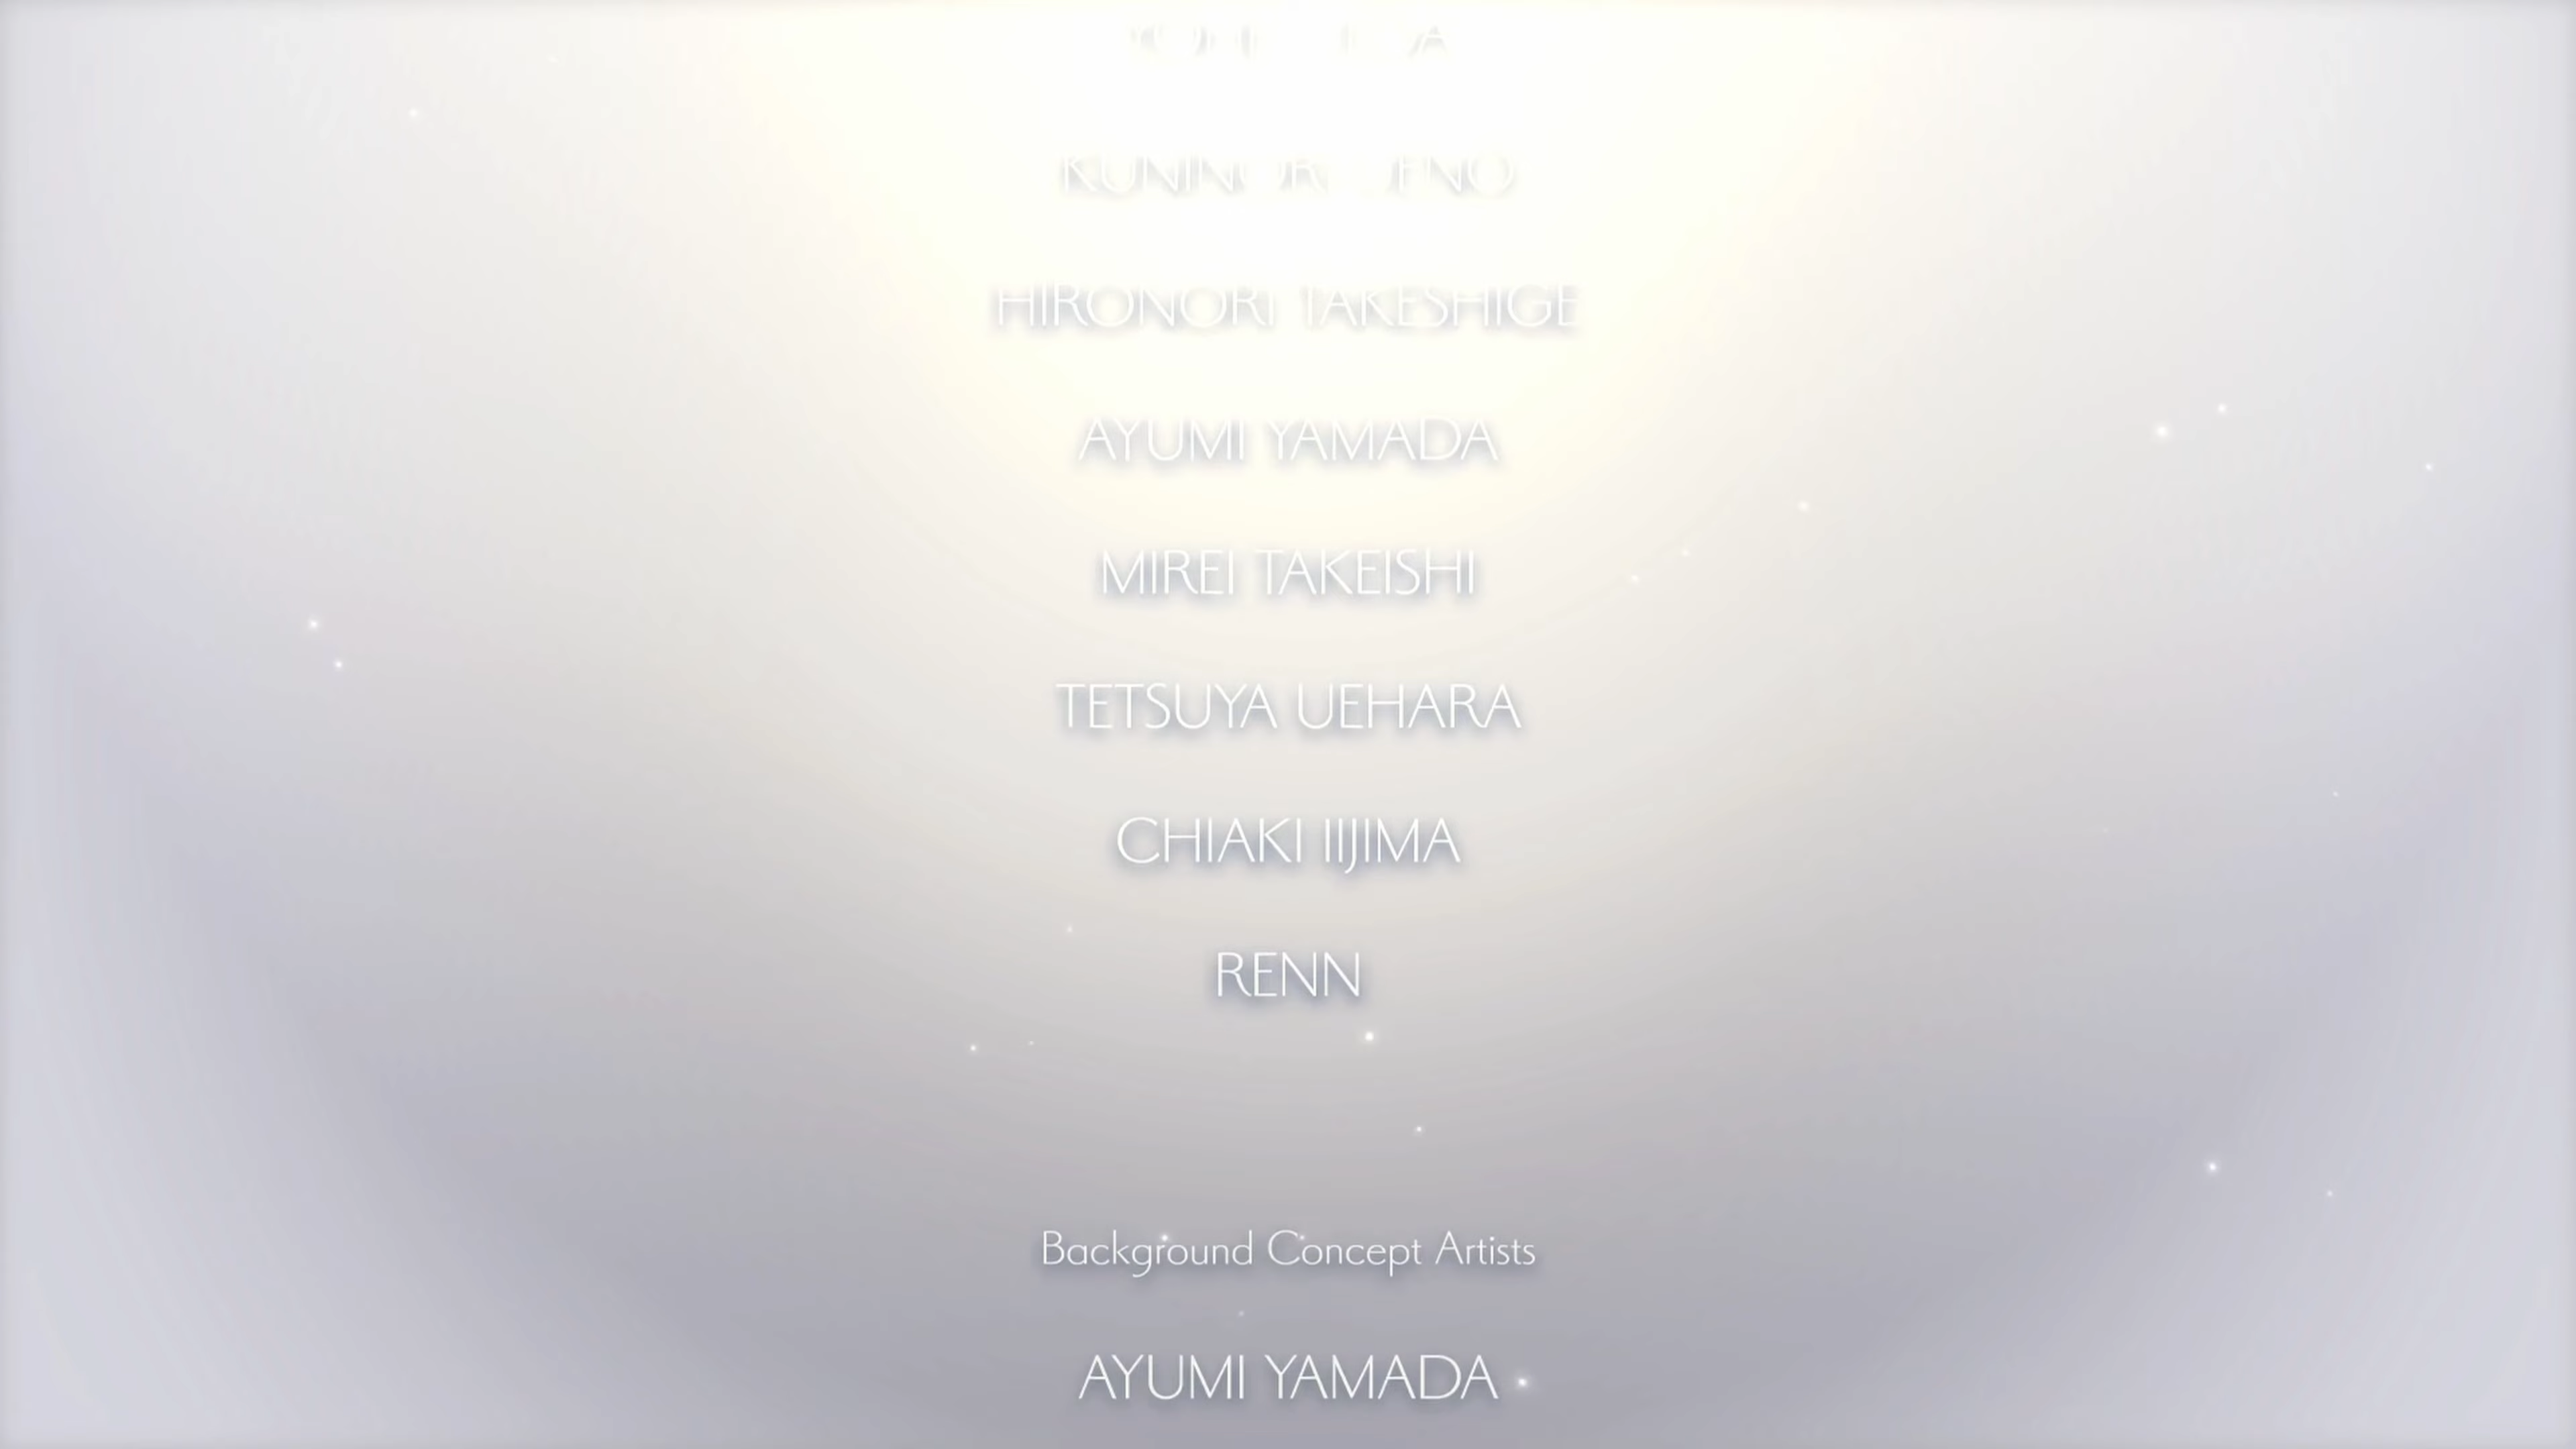 HIRONORI TAKESHIGE
AYUMI YAMADA
MIREI TAKEISHI
TETSUYA UEHARA
CHIAKI IIJIMA
RENN
Background Concept Artists
AYUMI YAMADA